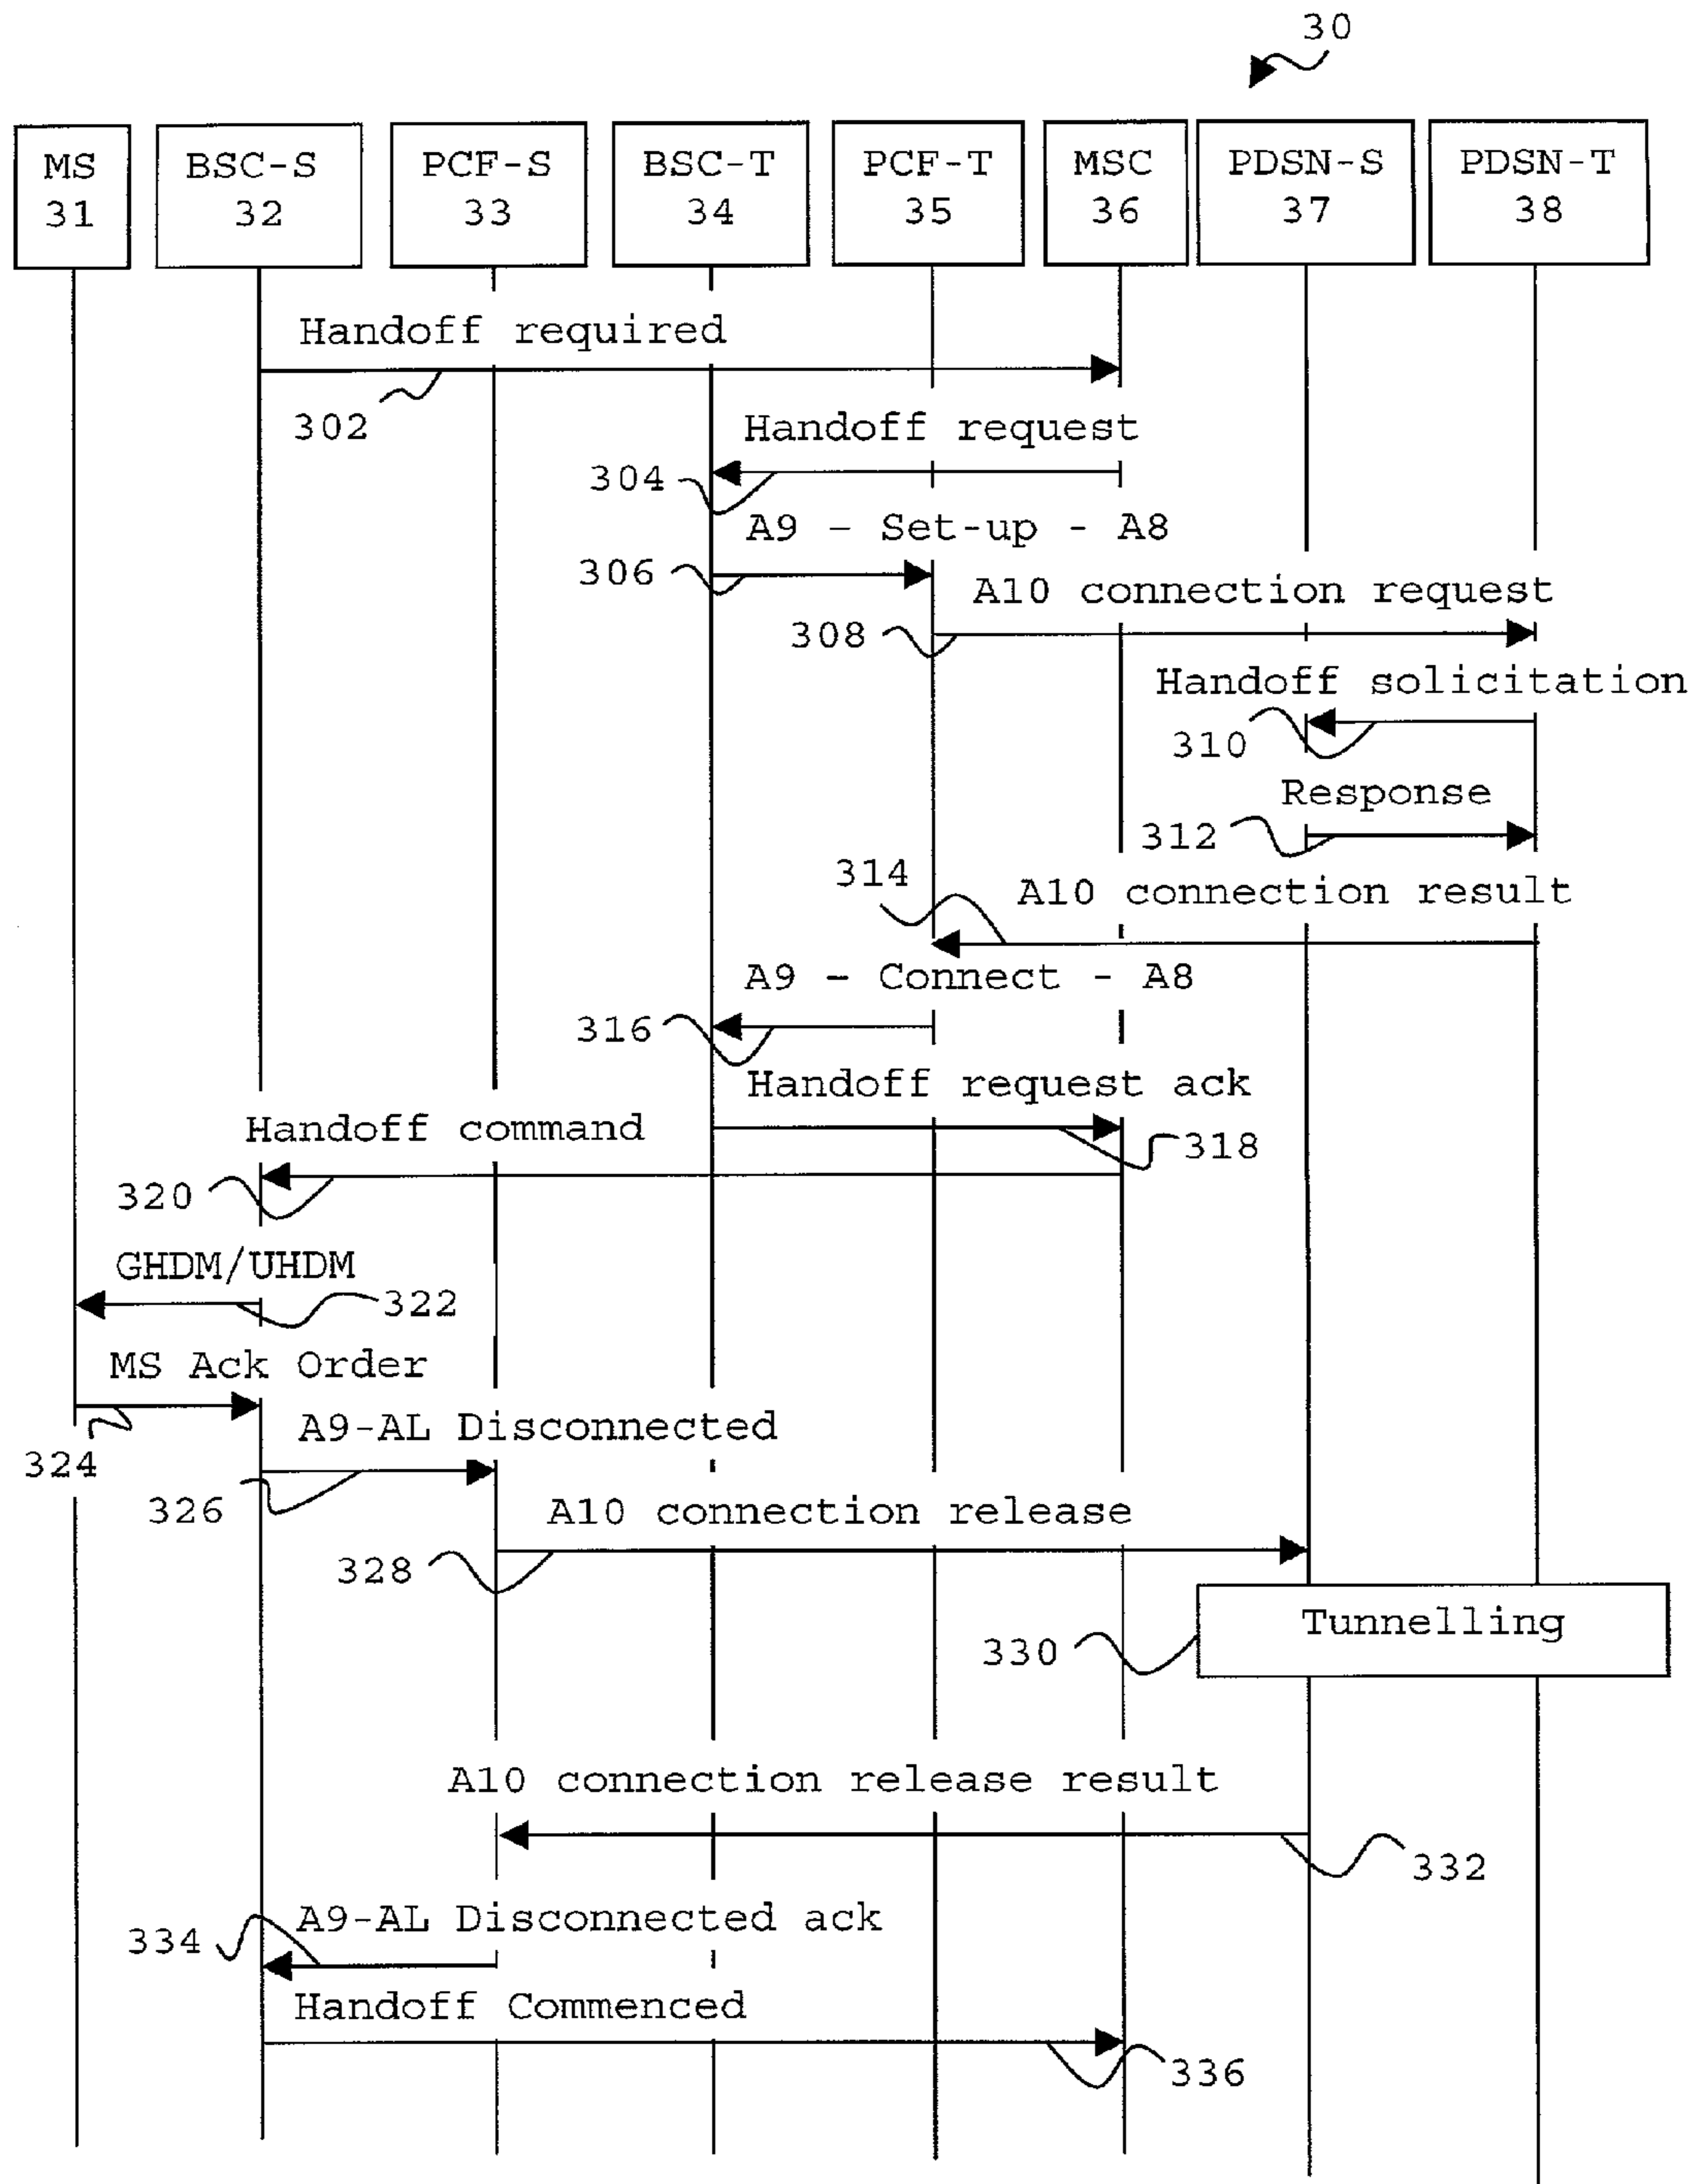 30
MS
31
BSC-S
32
PCF-S
33
BSC-T
34
PCF-T
35
MSC
36
PDSN-S
37
PDSN-T
38
Handoff required
302
Handoff request
304
A9 – Set-up - A8
306
A10 connection request
308
Handoff solicitation
310
Response
312
314
A10 connection result
A9 – Connect - A8
316
Handoff request ack
Handoff command
318
320
GHDM/UHDM
322
MS Ack Order
324
A9-AL Disconnected
326
A10 connection release
328
Tunnelling
330
A10 connection release result
332
A9-AL Disconnected ack
334
Handoff Commenced
336